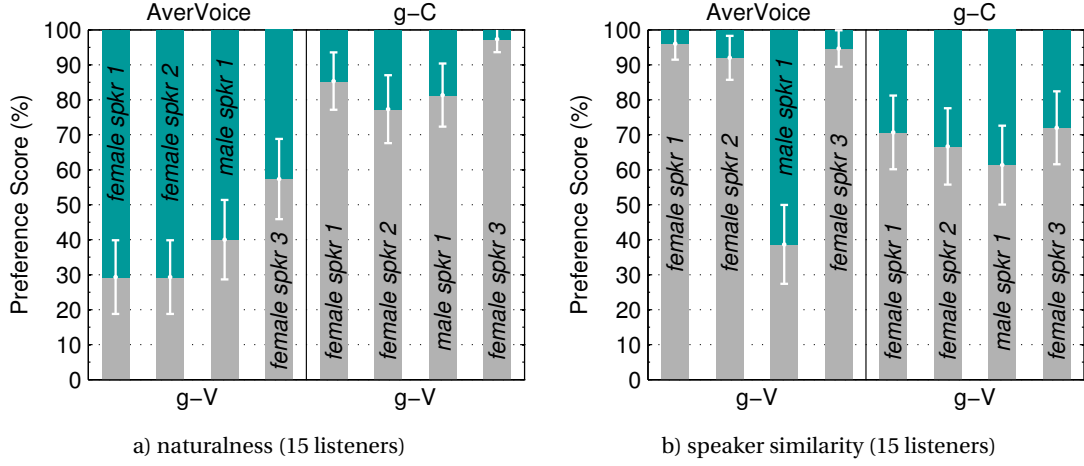 AverVoice g−C
Preference Score (%)
100
90
80
70
60
50
40
30
20
10
0
female spkr 1
female spkr 2
male spkr 1
female spkr 3
female spkr 1
female spkr 2
male spkr 1
female spkr 3
g−V g−V
a) naturalness (15 listeners)
AverVoice g−C
Preference Score (%)
100
90
80
70
60
50
40
30
20
10
0
female spkr 1
female spkr 2
male spkr 1
female spkr 3
female spkr 1
female spkr 2
male spkr 1
female spkr 3
g−V g−V
b) speaker similarity (15 listeners)